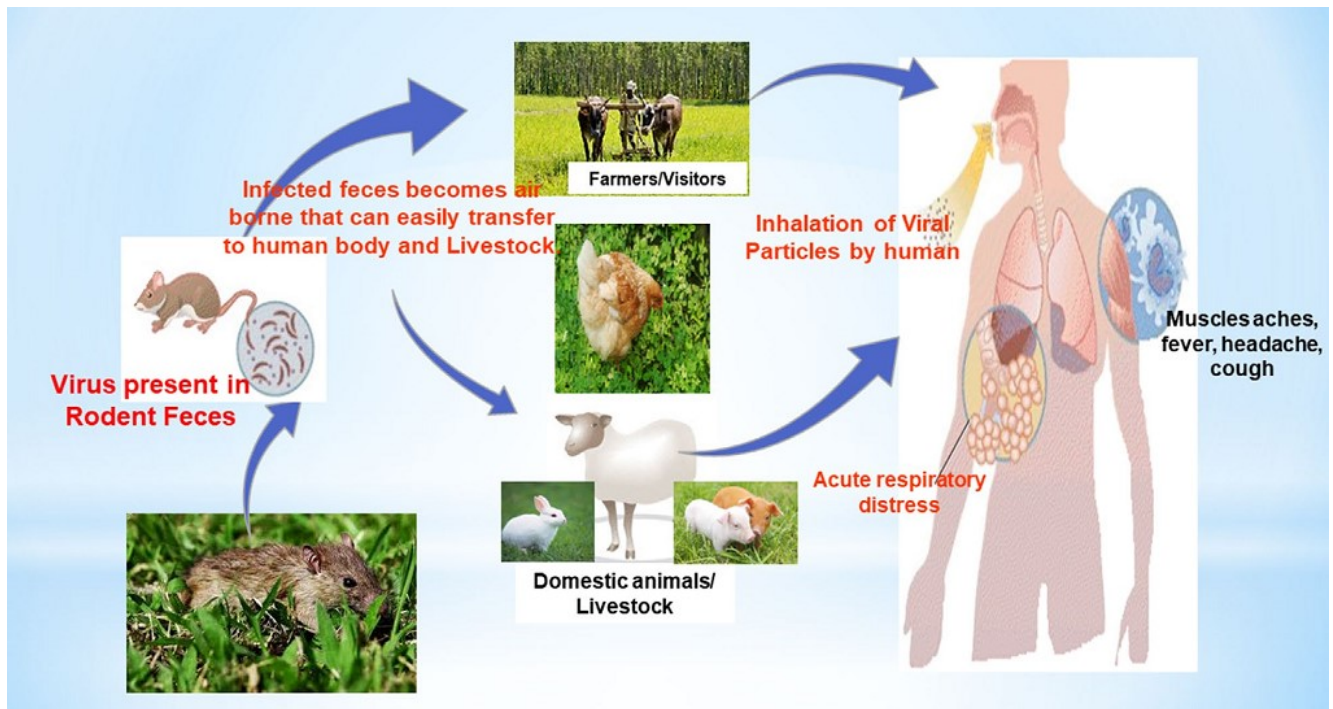 Farmers/Visitors
Infected feces becomes air
borne that can easily transfer
to human body and Livestock
Inhalation of Viral
Particles by human
Muscles aches,
fever, headache,
cough
Virus present in
Rodent Feces
Acute respiratory
distress
Domestic animals/
Livestock